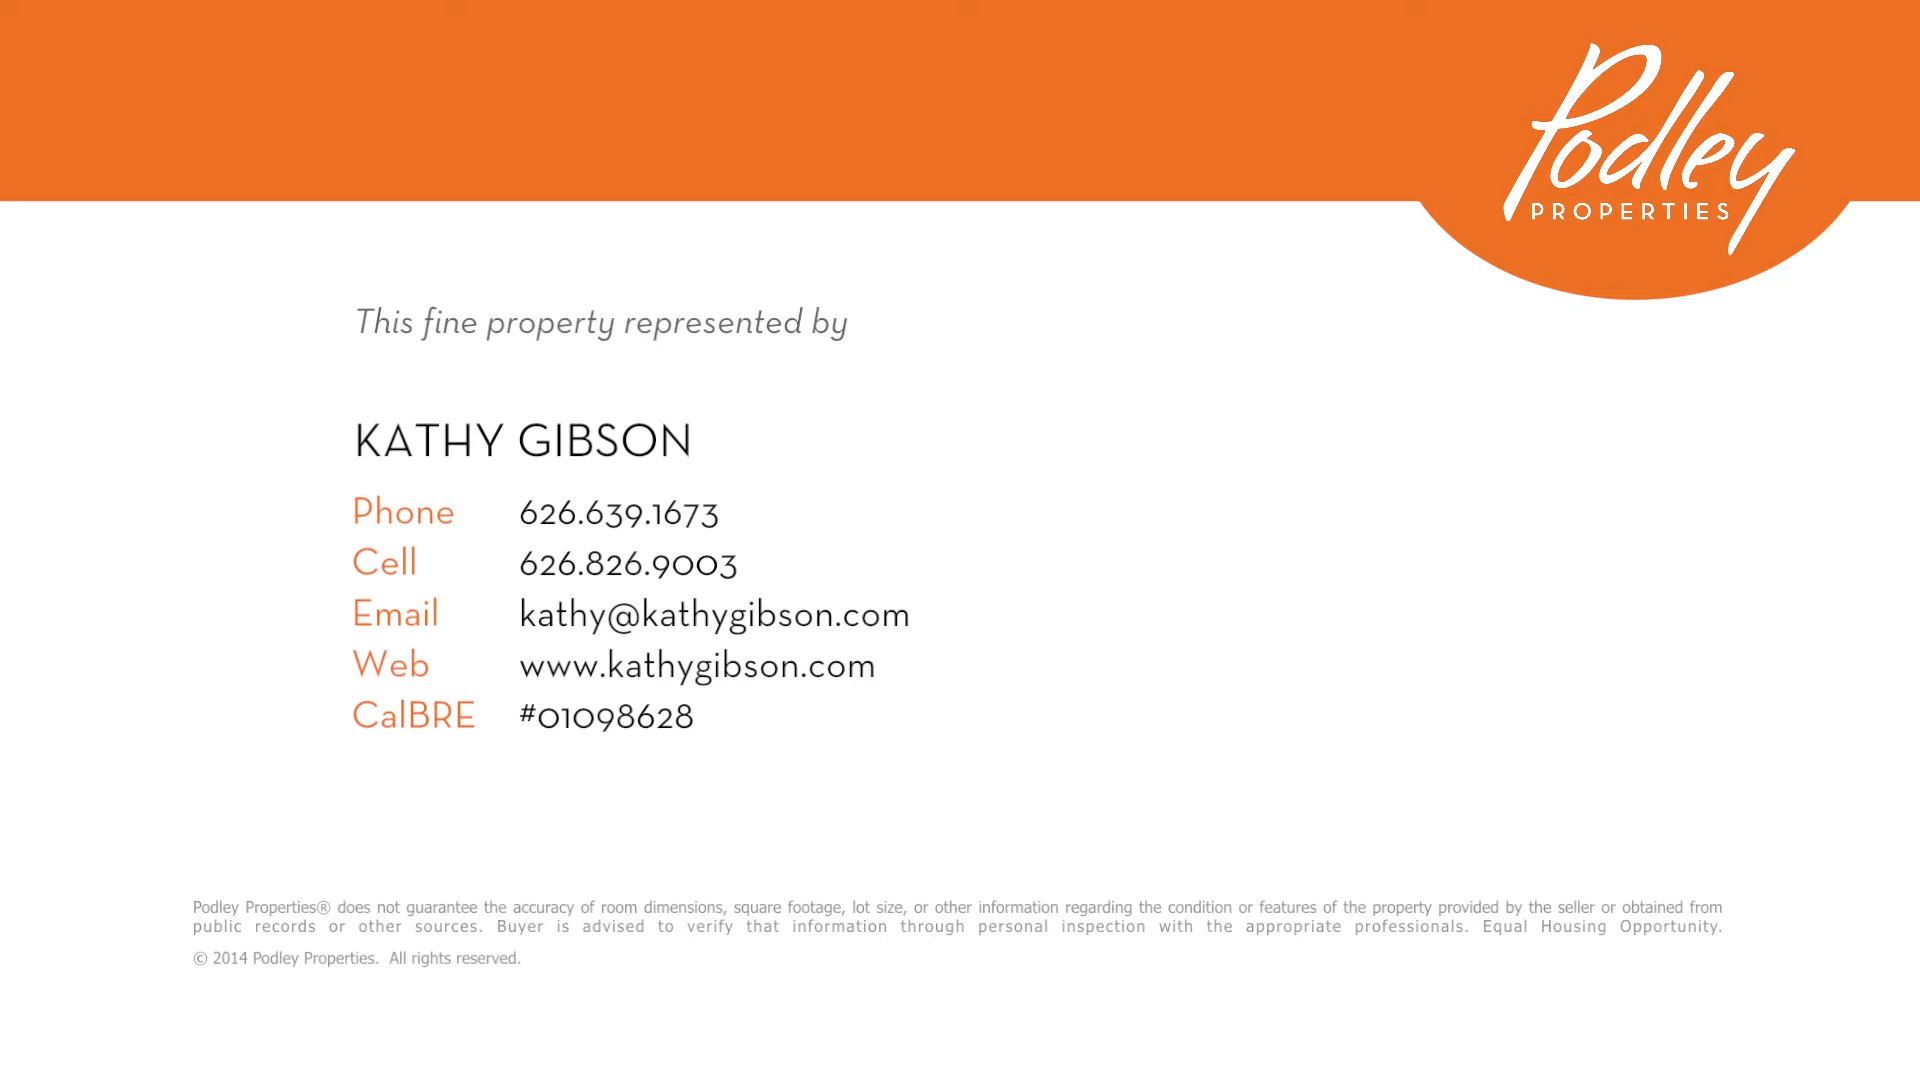 Podley
PROPERTIES
This fine property represented by
KATHY GIBSON
Phone 626.639.1673
Cell 626.826.9003
Email kathy@kathygibson.com
Web www.kathygibson.com
CalBRE #01098628
Podley Properties® does not guarantee the accuracy of room dimensions, square footage, lot size, or other information regarding the condition or features of the property provided by the seller or obtained from
public records or other sources. Buyer is advised to verify that information through personal inspection with the appropriate professionals. Equal Housing Opportunity.
© 2014 Podley Properties. All rights reserved.